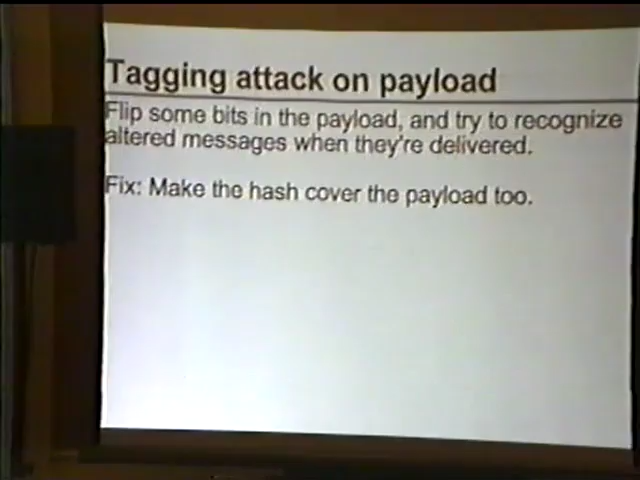 Tagging attack on payload
Flip some bits in the payload, and try to recognize
altered messages when they're delivered.
Fix: Make the hash cover the payload too.